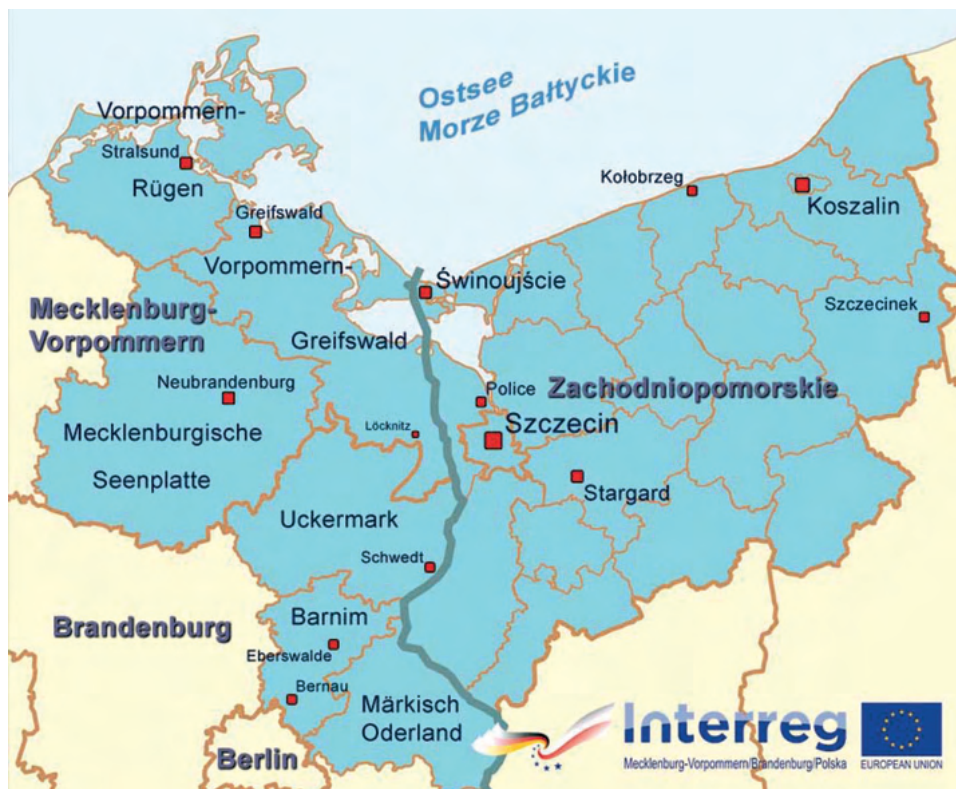 Ostsee
Morze Bałtyckie
Vorpommern-
Stralsund
Rügen
Kołobrzeg
Koszalin
Greifswald
Vorpommern-
Świnoujście
Mecklenburg-
Vorpommern
Szczecinek
Greifswald
Neubrandenburg
Police
Zachodniopomorskie
Mecklenburgische
Löcknitz
Szczecin
Seenplatte
Stargard
Uckermark
Schwedt
Brandenburg
Barnim
Eberswalde
Bernau
Märkisch
Oderland
Berlin
Interreg
Mecklenburg-Vorpommern/Brandenburg/Polska
EUROPEAN UNION